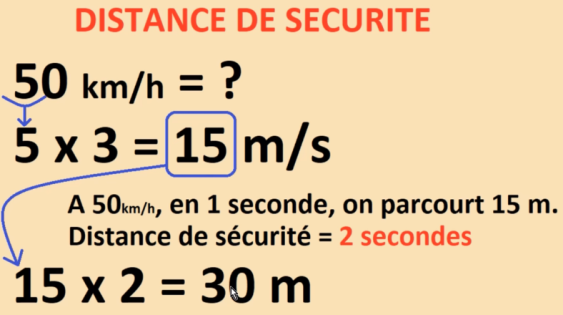 DISTANCE DE SECURITE
50 km/h = ?
5 x 3 = 15 m/s
A 50km/h, en 1 seconde, on parcourt 15 m.
Distance de sécurité = 2 secondes
15 x 2 = 30 m